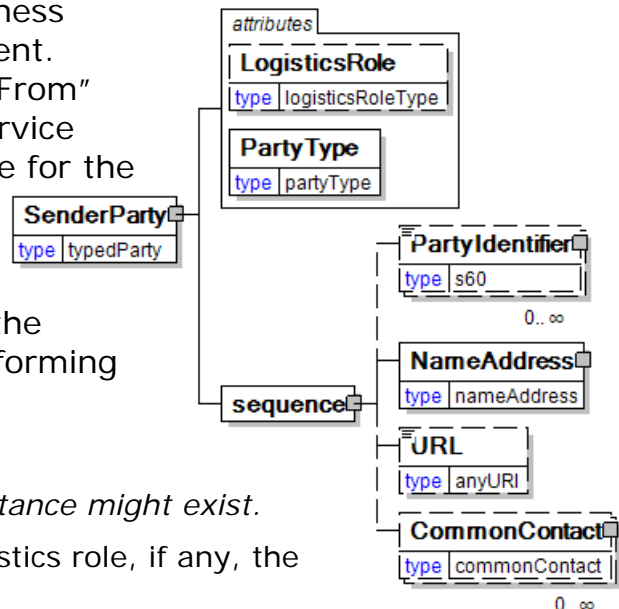 ness
ent.
From”
rvice
e for the
the
forming
tance might exist.
stics role, if any, the
attributes
LogisticsRole
type logisticsRoleType
PartyType
type partyType
SenderParty
type typedParty
sequence
PartyIdentifier
type s60
0.. ∞
NameAddress
type nameAddress
URL
type anyURI
CommonContact
type commonContact
0.. ∞